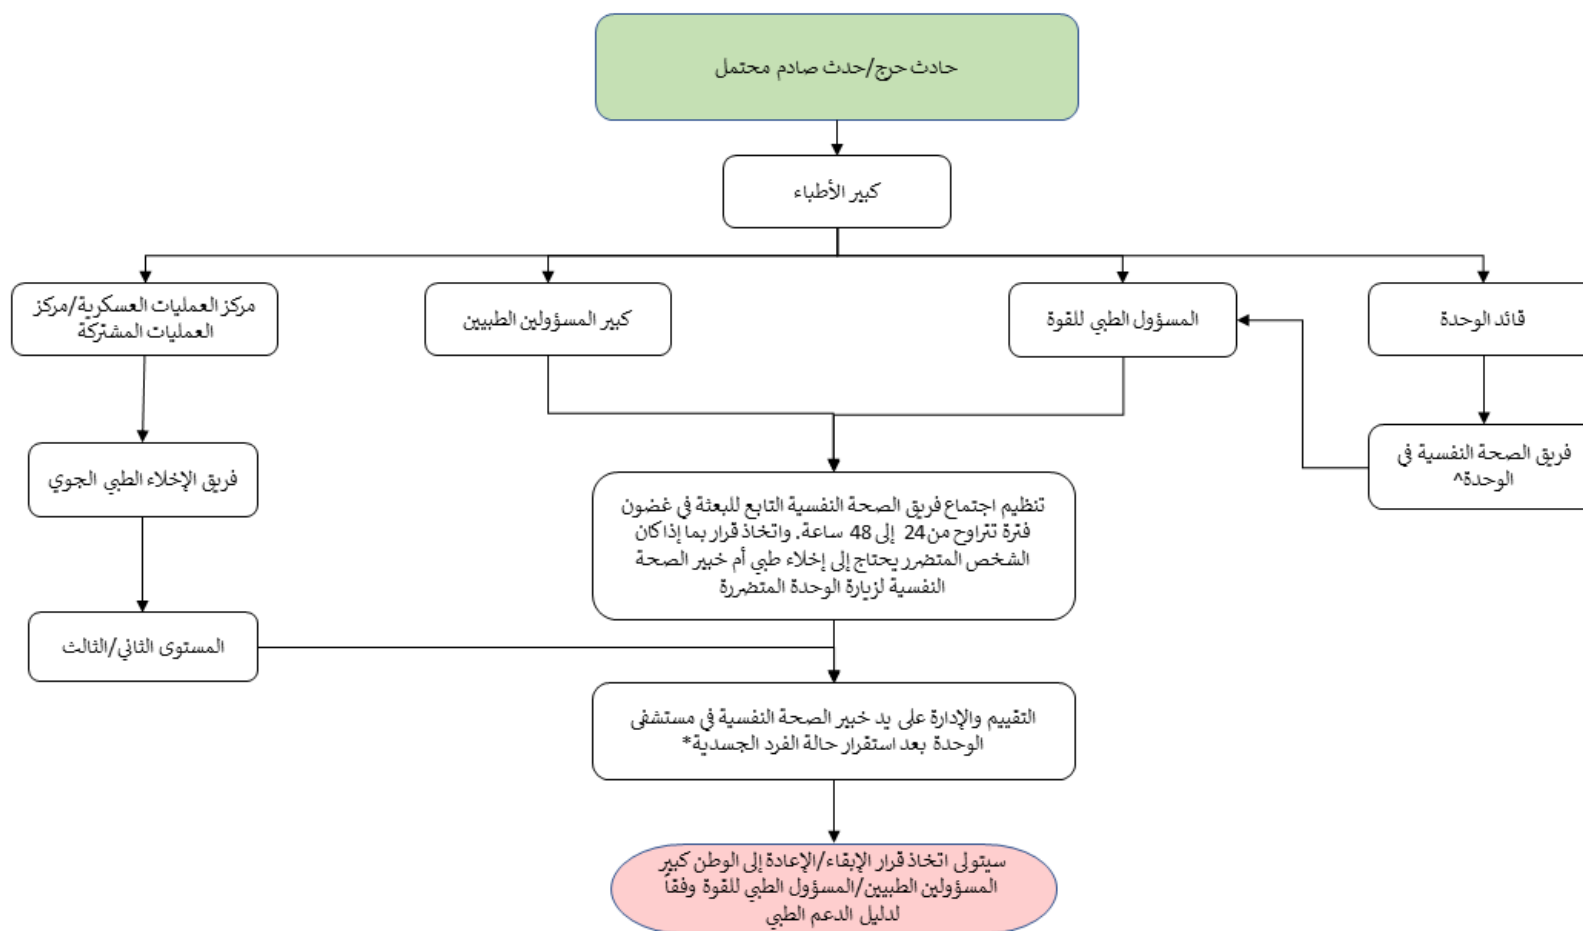 حادث حرج/حدث صادم محتمل
كبير الأطباء
قائد الوحدة
المسؤول الطبي للقوة
كبير المسؤولين الطبيين
مركز العمليات العسكرية/مركز
العمليات المشتركة
فريق الصحة النفسية في
الوحدة^
فريق الإخلاء الطبي الجوي
تنظيم اجتماع فريق الصحة النفسية التابع للبعثة في غضون
فترة تتراوح من 24 إلى 48 ساعة. واتخاذ قرار بما إذا كان
الشخص المتضرر يحتاج إلى إخلاء طبي أم خبير الصحة
النفسية لزيارة الوحدة المتضررة
المستوى الثاني/الثالث
التقييم والإدارة على يد خبير الصحة النفسية في مستشفى
الوحدة بعد استقرار حالة الفرد الجسدية*
سيتولى اتخاذ قرار الإبقاء/الإعادة إلى الوطن كبير
المسؤولين الطبيين/المسؤول الطبي للقوة وفقاً
لدليل الدعم الطبي